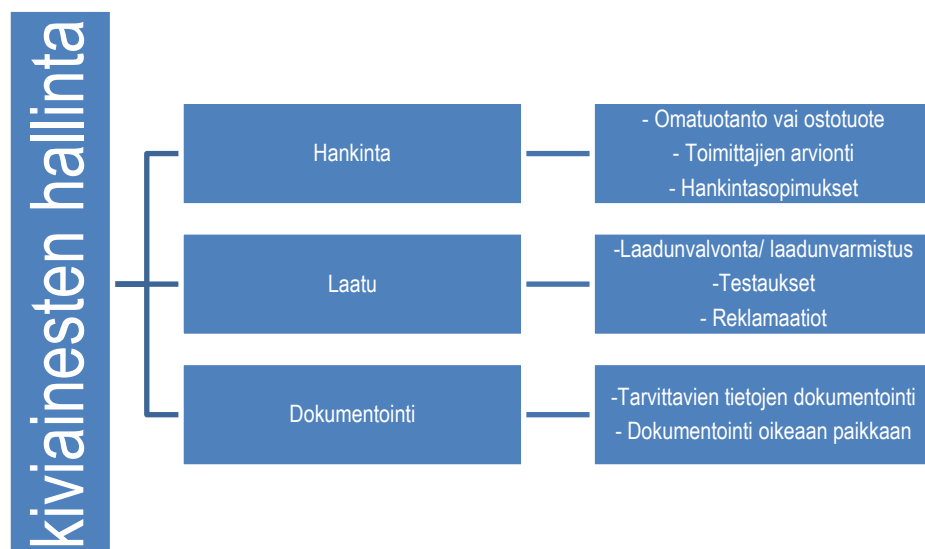 kiviainesten hallinta
Hankinta
- Omatuotanto vai ostotuote
- Toimittajien arvionti
- Hankintasopimukset
Laatu
-Laadunvalvonta/ laadunvarmistus
-Testaukset
- Reklamaatiot
Dokumentointi
-Tarvittavien tietojen dokumentointi
- Dokumentointi oikeaan paikkaan